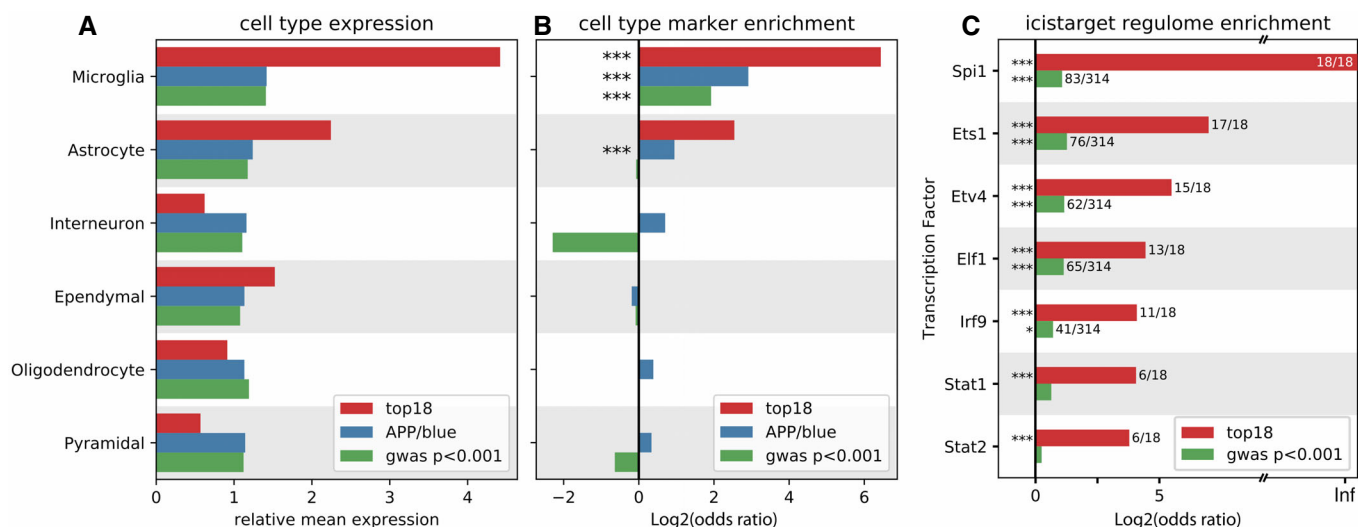 A
cell type expression
Microglia
Astrocyte
Interneuron
Ependymal
Oligodendrocyte
Pyramidal
top18
APP/blue
gwas p<0.001
0 1 2 3 4
relative mean expression
B
cell type marker enrichment
***
***
***
***
top18
APP/blue
gwas p<0.001
−2 0 2 4 6
Log2(odds ratio)
C
icistarget regulome enrichment
Transcription Factor
Spi1 *** 18/18
*** 83/314
Ets1 *** 17/18
*** 76/314
Etv4 *** 15/18
*** 62/314
Elf1 *** 13/18
*** 65/314
Irf9 *** 11/18
* 41/314
Stat1 *** 6/18
Stat2 *** 6/18
top18
gwas p<0.001
0 5 Inf
Log2(odds ratio)